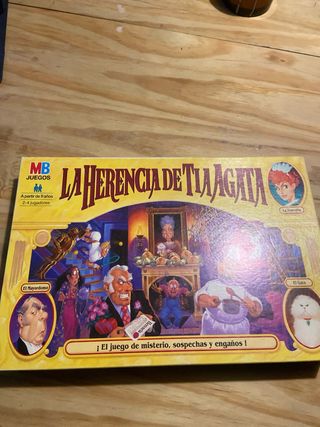 MB
JUEGOS
A partir de 8 años
2-4 jugadores
LA HERENCIA DE TIA AGATA
La Doncella
El Mayordomo
El Gato
¡ El juego de misterio, sospechas y engaños !